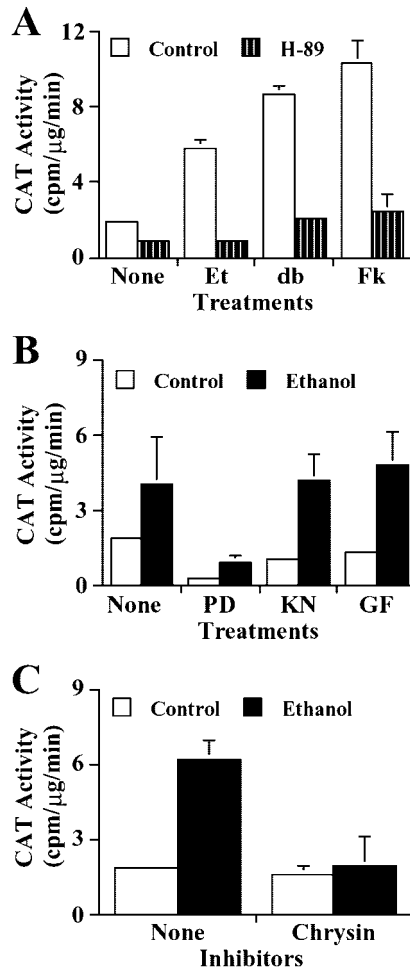 A
12
Control H-89
8
4
0
CAT Activity
(cpm/µg/min)
None Et db Fk
Treatments
B
9
Control Ethanol
6
3
0
CAT Activity
(cpm/µg/min)
None PD KN GF
Treatments
C
9
Control Ethanol
6
3
0
CAT Activity
(cpm/µg/min)
None Chrysin
Inhibitors